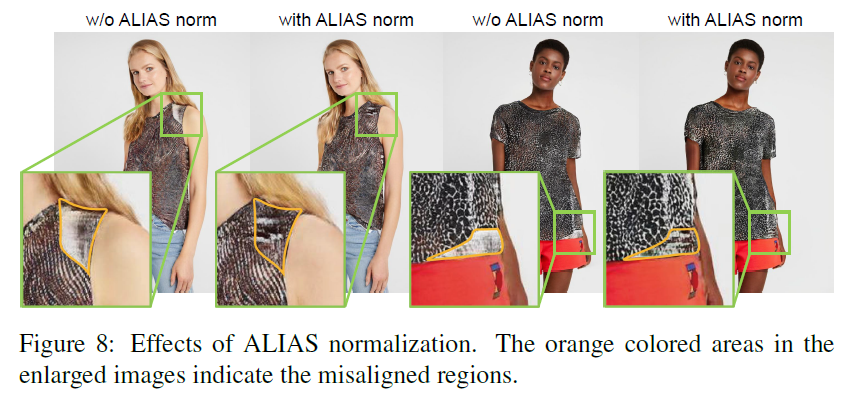 w/o ALIAS norm with ALIAS norm w/o ALIAS norm with ALIAS norm
Figure 8: Effects of ALIAS normalization. The orange colored areas in the
enlarged images indicate the misaligned regions.